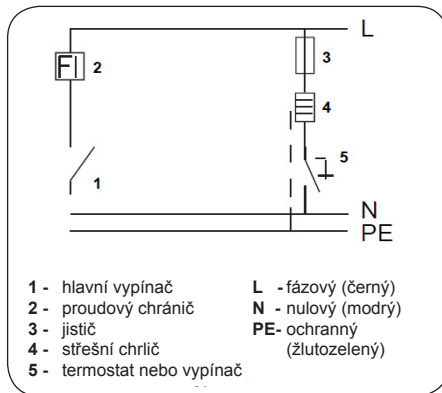 L
FI 2
3
4
5
1
N
PE
1 - hlavní vypínač
2 - proudový chránič
3 - jistič
4 - střešní chrlič
5 - termostat nebo vypínač
L - fázový (černý)
N - nulový (modrý)
PE- ochranný
(žlutozelený)